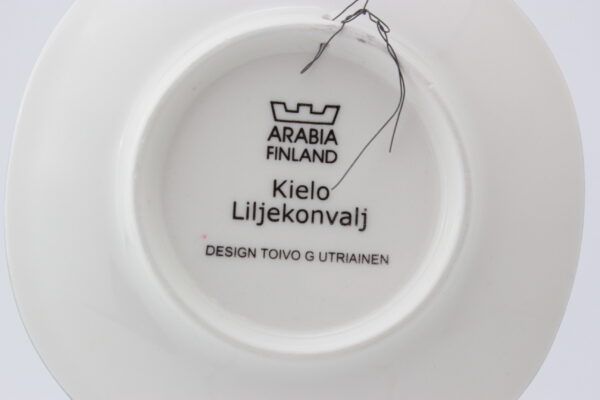 ARABIA
FINLAND
Kielo
Liljekonvalj
DESIGN TOIVO G UTRIAINEN